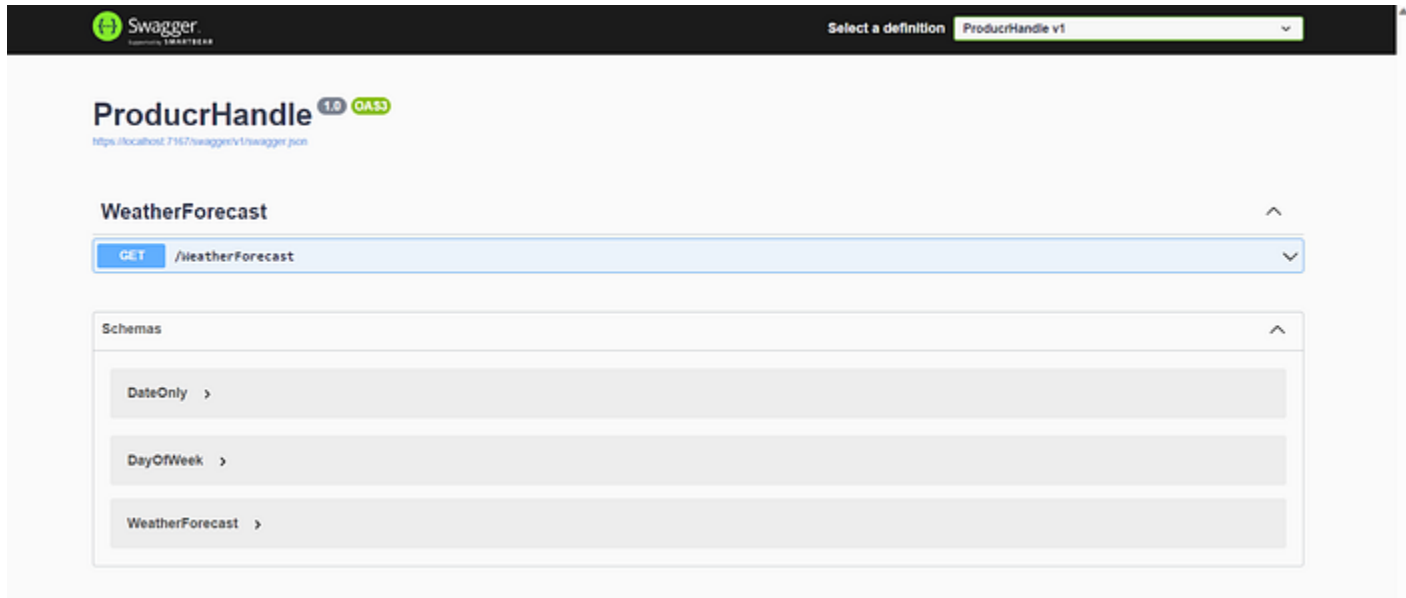 Swagger.
Supported by SMARTBEAR
Select a definition
ProducrHandle v1
ProducrHandle 1.0 OAS3
https://localhost:7167/swagger/v1/swagger.json
WeatherForecast
GET /WeatherForecast
Schemas
DateOnly
DayOfWeek
WeatherForecast